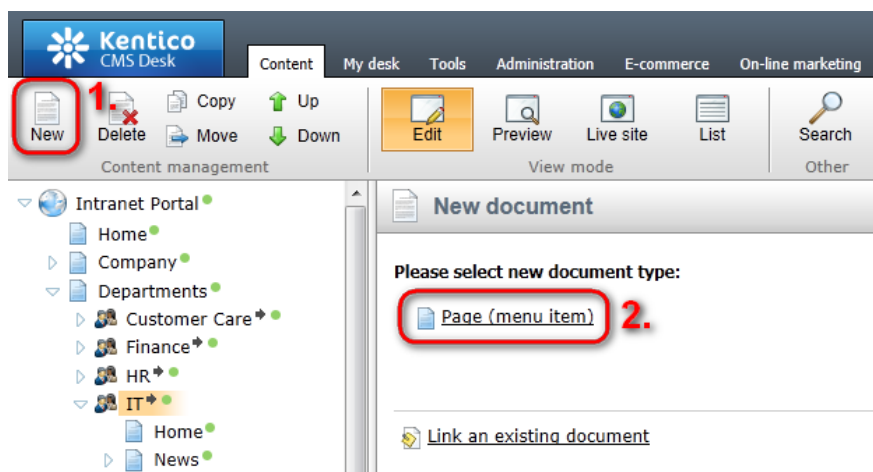 Kentico
CMS Desk
Content My desk Tools Administration E-commerce On-line marketing
1.
New Delete Copy Move Up Down
Content management
Edit Preview Live site List
View mode
Search
Other
Intranet Portal
Home
Company
Departments
Customer Care
Finance
HR
IT
Home
News
New document
Please select new document type:
Page (menu item) 2.
Link an existing document